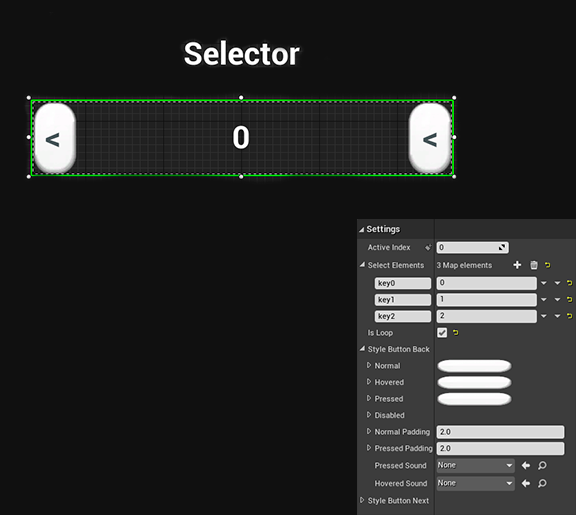 Selector
< 0 <
Settings
Active Index 0
Select Elements 3 Map elements
key0 0
key1 1
key2 2
Is Loop
Style Button Back
Normal
Hovered
Pressed
Disabled
Normal Padding 2.0
Pressed Padding 2.0
Pressed Sound None
Hovered Sound None
Style Button Next